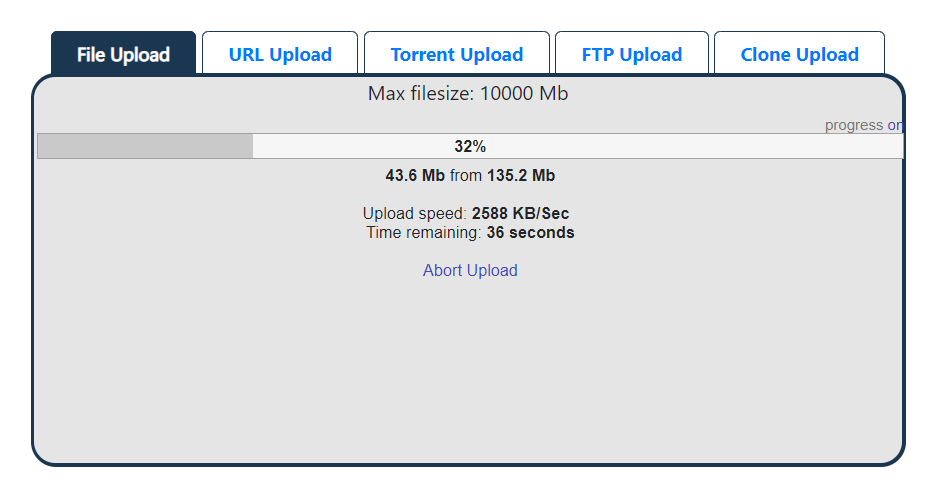 File Upload URL Upload Torrent Upload FTP Upload Clone Upload
Max filesize: 10000 Mb
progress on
32%
43.6 Mb from 135.2 Mb
Upload speed: 2588 KB/Sec
Time remaining: 36 seconds
Abort Upload